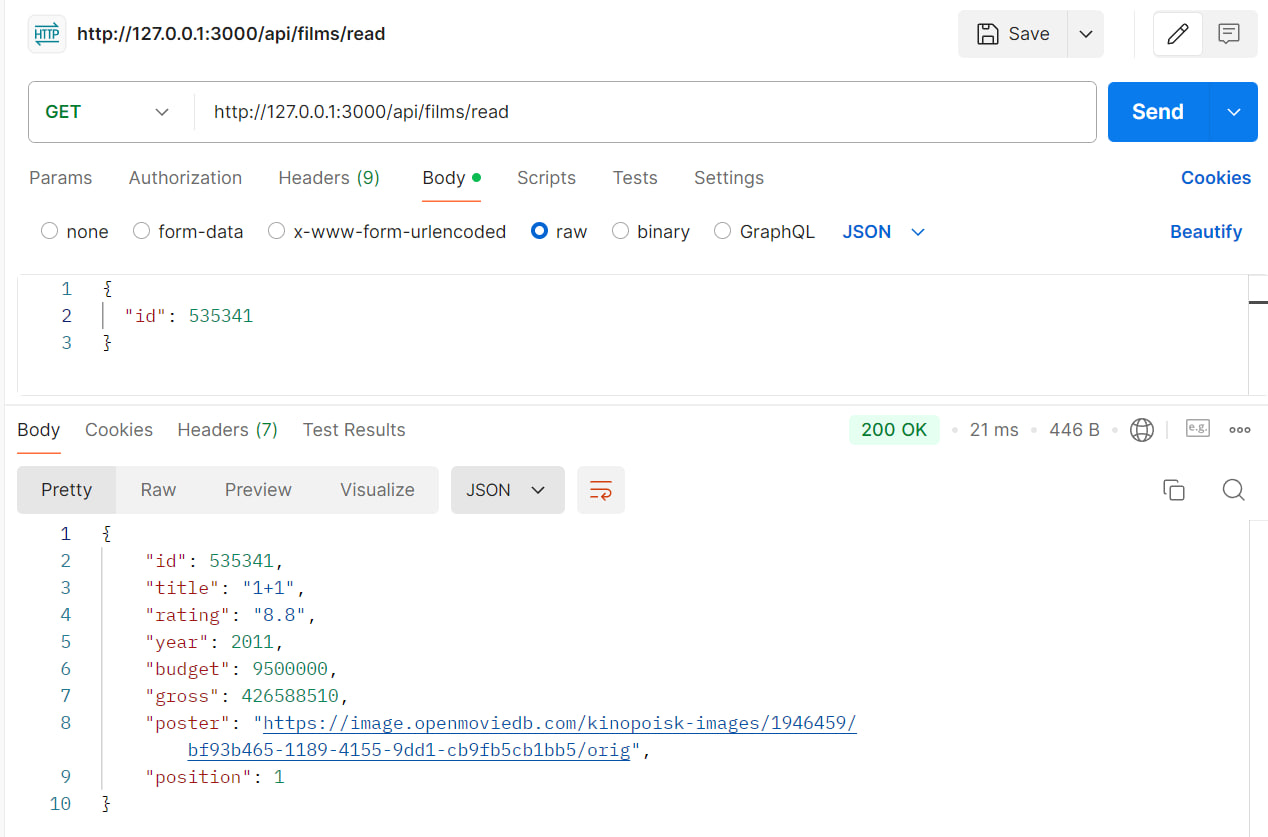 HTTP http://127.0.0.1:3000/api/films/read Save
GET http://127.0.0.1:3000/api/films/read Send
Params Authorization Headers (9) Body Scripts Tests Settings Cookies
none form-data x-www-form-urlencoded raw binary GraphQL JSON Beautify
1 {
2 "id": 535341
3 }
Body Cookies Headers (7) Test Results 200 OK 21 ms 446 B e.g.
Pretty Raw Preview Visualize JSON
1 {
2 "id": 535341,
3 "title": "1+1",
4 "rating": "8.8",
5 "year": 2011,
6 "budget": 9500000,
7 "gross": 426588510,
8 "poster": "https://image.openmoviedb.com/kinopoisk-images/1946459/
bf93b465-1189-4155-9dd1-cb9fb5cb1bb5/orig",
9 "position": 1
10 }